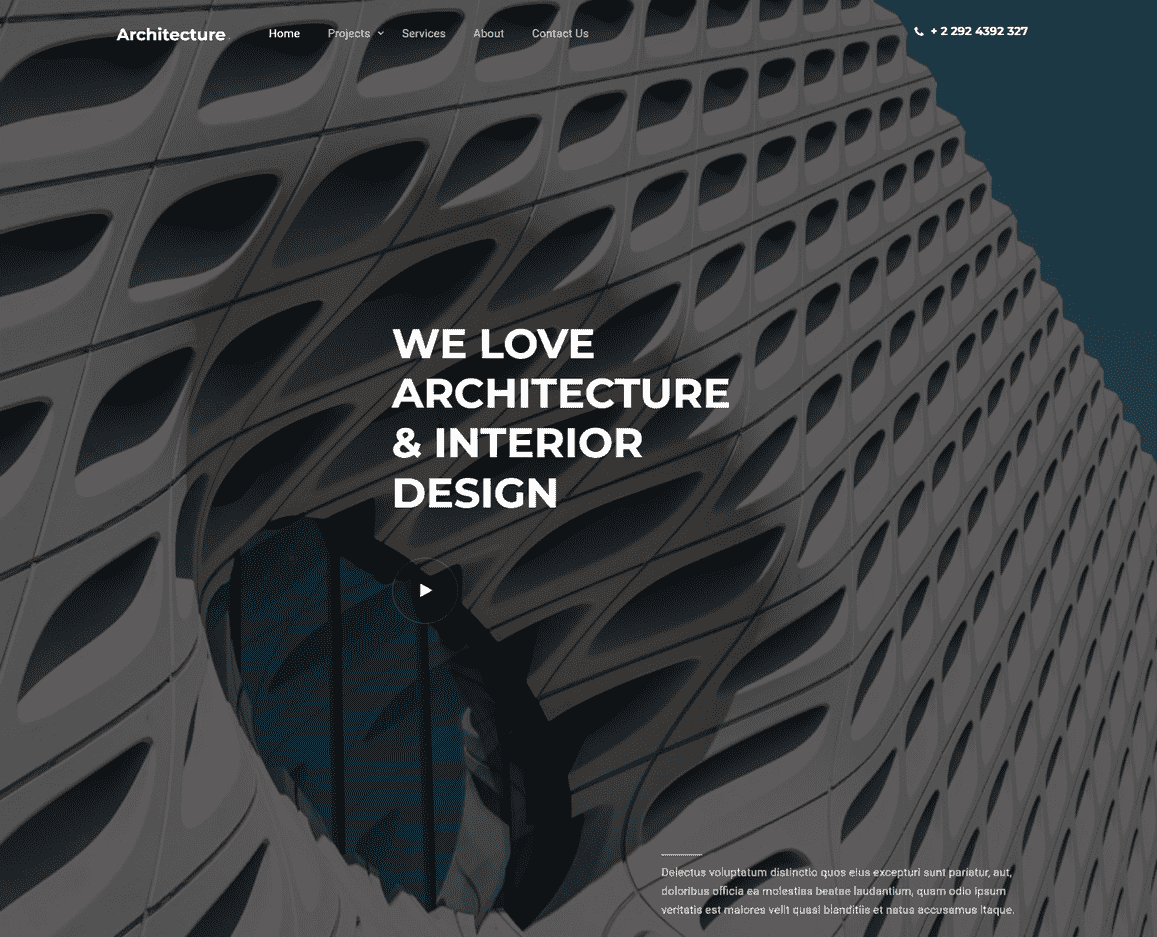 Architecture
Home Projects Services About Contact Us
+ 2 292 4392 327
WE LOVE
ARCHITECTURE
& INTERIOR
DESIGN
Delectus voluptatum distinctio quos eius excepturi sunt pariatur, aut,
doloribus officia ea molestias beatae laudantium, quam odio ipsum
veritatis est maiores velit quasi blanditiis et natus accusamus itaque.